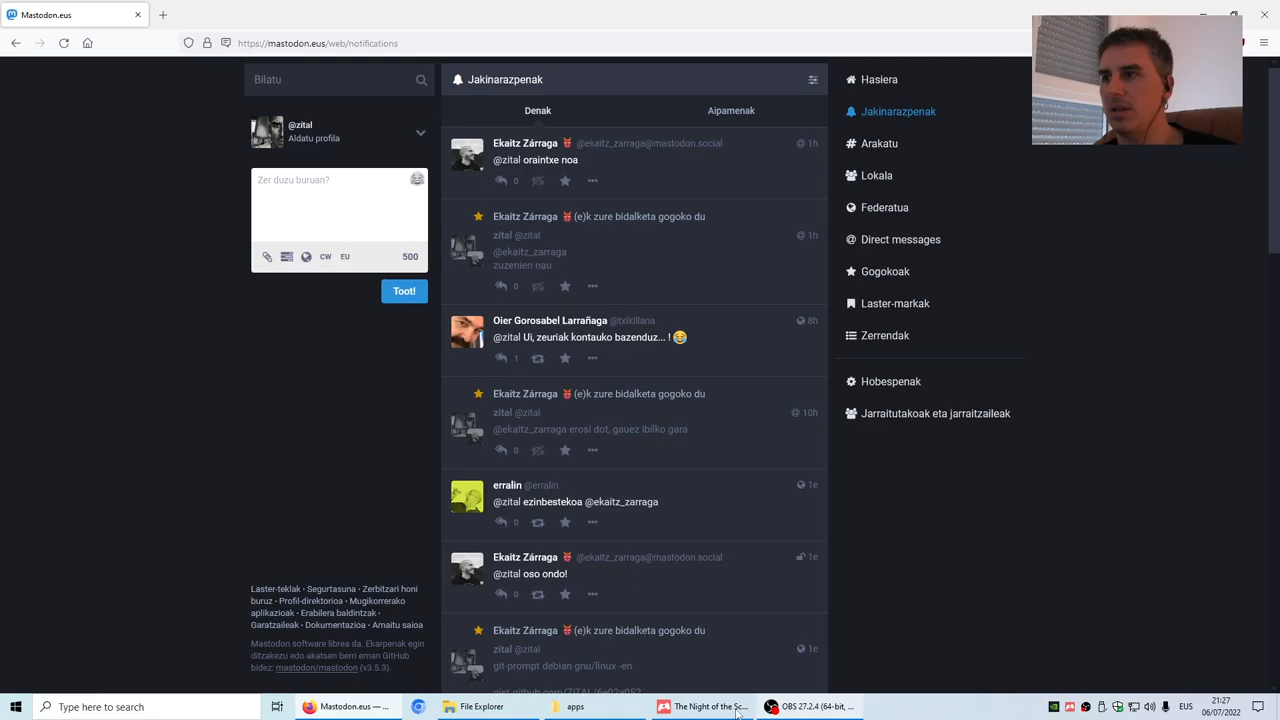 Mastodon.eus
https://mastodon.eus/web/notifications
Bilatu
@zital
Aldatu profila
Zer duzu buruan?
CW EU 500
Toot!
Laster-teklak · Segurtasuna · Zerbitzari honi
buruz · Profil-direktorioa · Mugikorrerako
aplikazioak · Erabilera baldintzak ·
Garatzaileak · Dokumentazioa · Amaitu saioa
Mastodon software librea da. Ekarpenak egin
ditzakezu edo akatsen berri eman GitHub
bidez: mastodon/mastodon (v3.5.3).
Jakinarazpenak
Denak Aipamenak
Ekaitz Zárraga @ekaitz_zarraga@mastodon.social 1h
@zital oraintxe noa
0
Ekaitz Zárraga (e)k zure bidalketa gogoko du
zital @zital 1h
@ekaitz_zarraga
zuzenien nau
0
Oier Gorosabel Larrañaga @txikillana 8h
@zital Ui, zeuriak kontauko bazenduz... ! 😂
1
Ekaitz Zárraga (e)k zure bidalketa gogoko du
zital @zital 10h
@ekaitz_zarraga erosi dot, gauez ibilko gara
0
erralin @erralin 1e
@zital ezinbestekoa @ekaitz_zarraga
0
Ekaitz Zárraga @ekaitz_zarraga@mastodon.social 1e
@zital oso ondo!
0
Ekaitz Zárraga (e)k zure bidalketa gogoko du
zital @zital 1e
git-prompt debian gnu/linux -en
Hasiera
Jakinarazpenak
Arakatu
Lokala
Federatua
Direct messages
Gogokoak
Laster-markak
Zerrendak
Hobespenak
Jarraitutakoak eta jarraitzaileak
Type here to search
Mastodon.eus — ...
File Explorer
apps
The Night of the Sc...
OBS 27.2.4 (64-bit, ...
EUS
21:27
06/07/2022